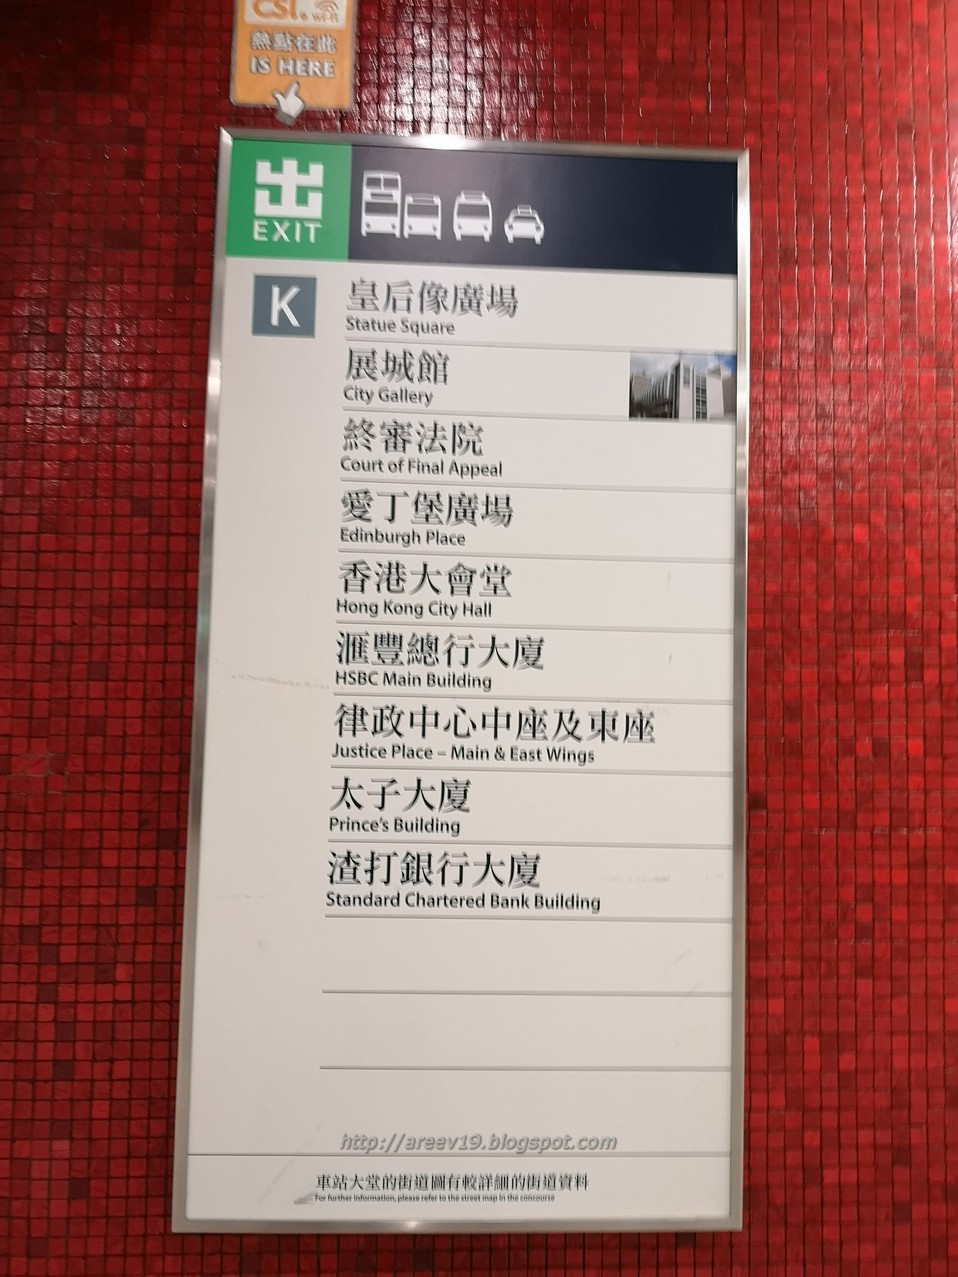 csl. Wi-Fi
熱點在此
IS HERE
出
EXIT
K
皇后像廣場
Statue Square
展城館
City Gallery
終審法院
Court of Final Appeal
愛丁堡廣場
Edinburgh Place
香港大會堂
Hong Kong City Hall
滙豐總行大廈
HSBC Main Building
律政中心中座及東座
Justice Place – Main & East Wings
太子大廈
Prince's Building
渣打銀行大廈
Standard Chartered Bank Building
http://areev19.blogspot.com
車站大堂的街道圖有較詳細的街道資料
For further information, please refer to the street map in the concourse